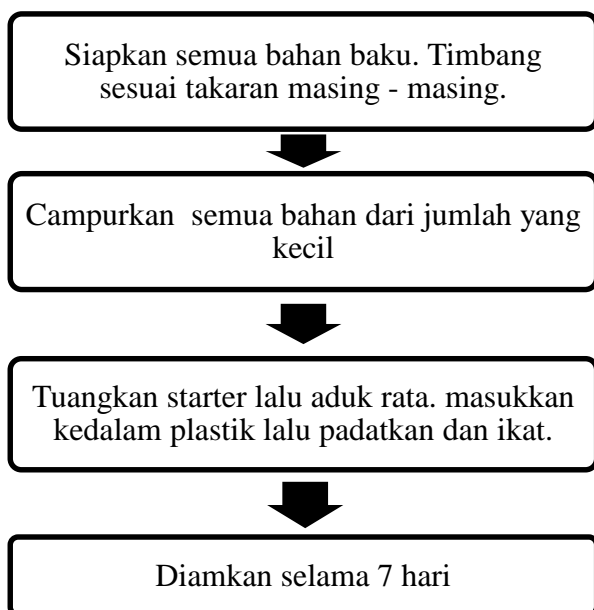 Siapkan semua bahan baku. Timbang
sesuai takaran masing - masing.
Campurkan  semua bahan dari jumlah yang
kecil
Tuangkan starter lalu aduk rata. masukkan
kedalam plastik lalu padatkan dan ikat.
Diamkan selama 7 hari